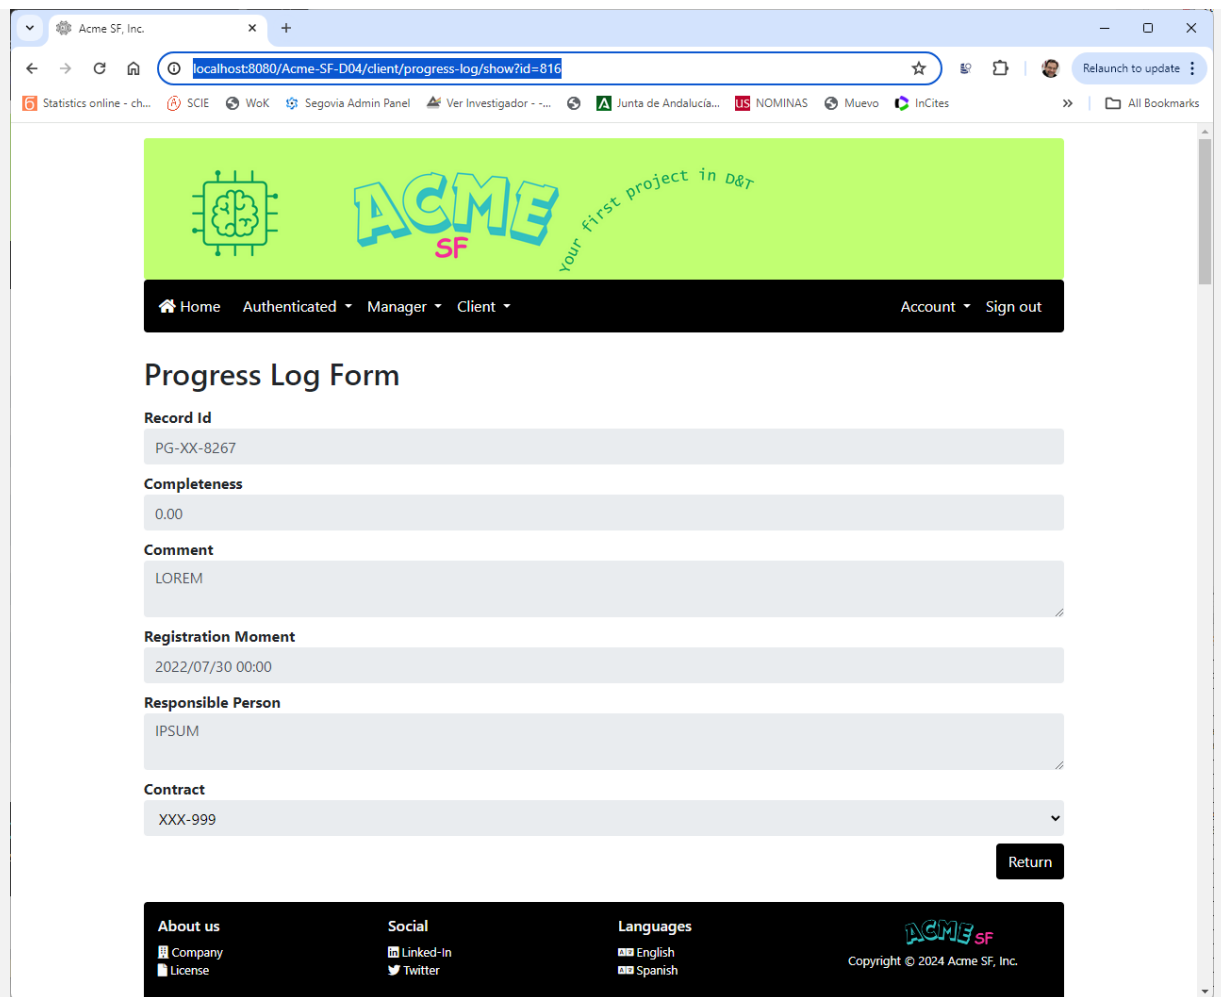 Acme SF, Inc.
localhost:8080/Acme-SF-D04/client/progress-log/show?id=816
Relaunch to update
Statistics online - ch... SCIE WoK Segovia Admin Panel Ver Investigador - -... Junta de Andalucía... US NOMINAS Muevo InCites » All Bookmarks
ACME
SF
Your first project in D&T
Home Authenticated Manager Client Account Sign out
Progress Log Form
Record Id
PG-XX-8267
Completeness
0.00
Comment
LOREM
Registration Moment
2022/07/30 00:00
Responsible Person
IPSUM
Contract
XXX-999
Return
About us Social Languages
ACME SF
Company Linked-In English
License Twitter Spanish
Copyright © 2024 Acme SF, Inc.